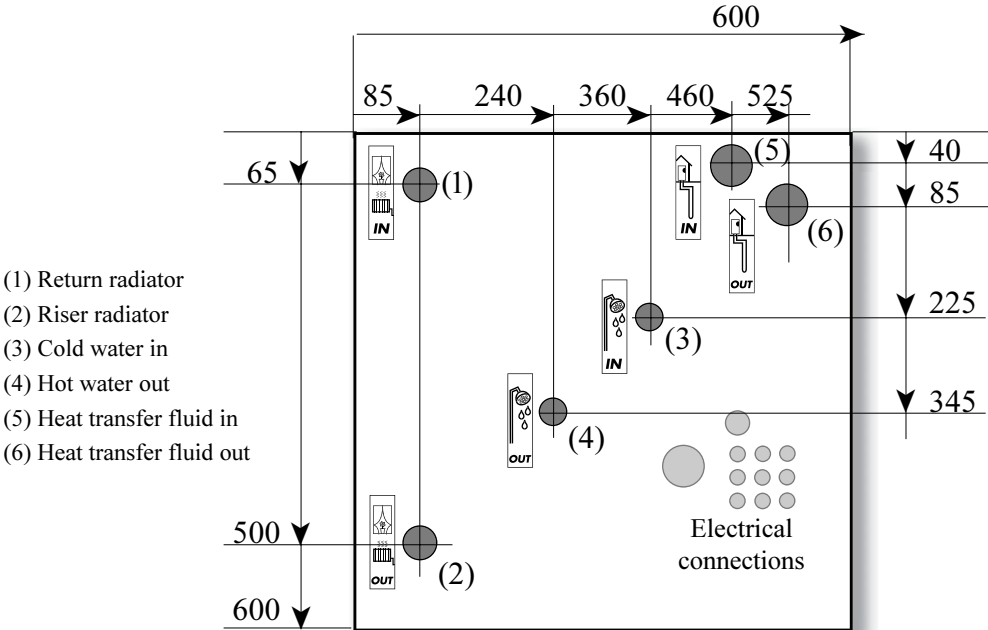 600
85 240 360 460 525
65
40
85
(1)
(5)
(6)
IN
IN
OUT
225
(3)
IN
345
(4)
OUT
(1) Return radiator
(2) Riser radiator
(3) Cold water in
(4) Hot water out
(5) Heat transfer fluid in
(6) Heat transfer fluid out
Electrical
connections
500
(2)
OUT
600